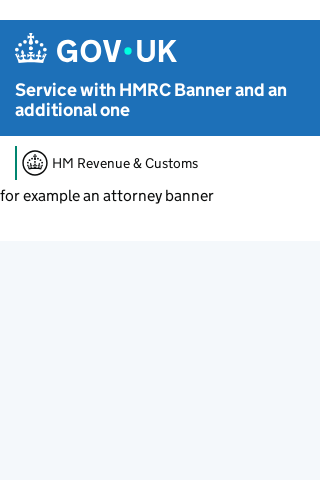 GOV•UK
Service with HMRC Banner and an
additional one
HM Revenue & Customs
for example an attorney banner